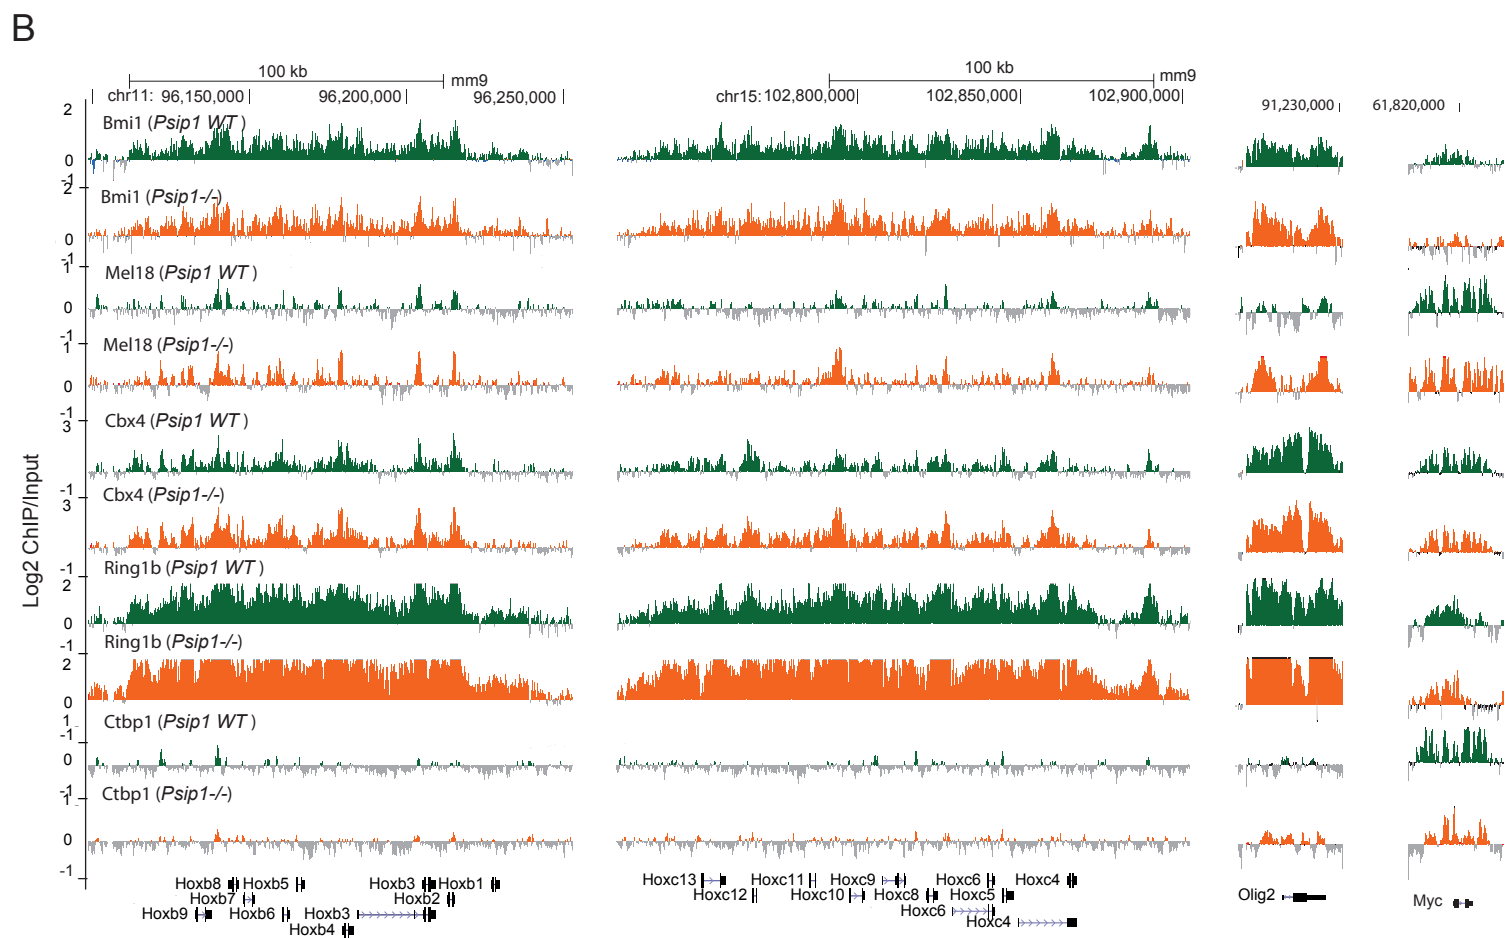 B
100 kb
mm9
100 kb
mm9
chr11: 96,150,000
96,200,000
96,250,000
chr15: 102,800,000
102,850,000
102,900,000
91,230,000
61,820,000
Log2 ChIP/Input
2
Bmi1 (Psip1 WT )
0
-1
2
Bmi1 (Psip1-/-)
0
-1
1
Mel18 (Psip1 WT )
0
-1
1
Mel18 (Psip1-/-)
0
-1
3
Cbx4 (Psip1 WT )
-1
3
Cbx4 (Psip1-/-)
-1
Ring1b (Psip1 WT )
2
0
-1
Ring1b (Psip1-/-)
2
0
1
Ctbp1 (Psip1 WT )
-1
0
-1
1
Ctbp1 (Psip1-/-)
0
-1
Hoxb8 Hoxb5 Hoxb3 Hoxb1
Hoxb7 Hoxb2
Hoxb9 Hoxb6 Hoxb3
Hoxb4
Hoxc13 Hoxc11 Hoxc9 Hoxc6 Hoxc4
Hoxc12 Hoxc10 Hoxc8 Hoxc5
Hoxc6
Hoxc4
Olig2
Myc